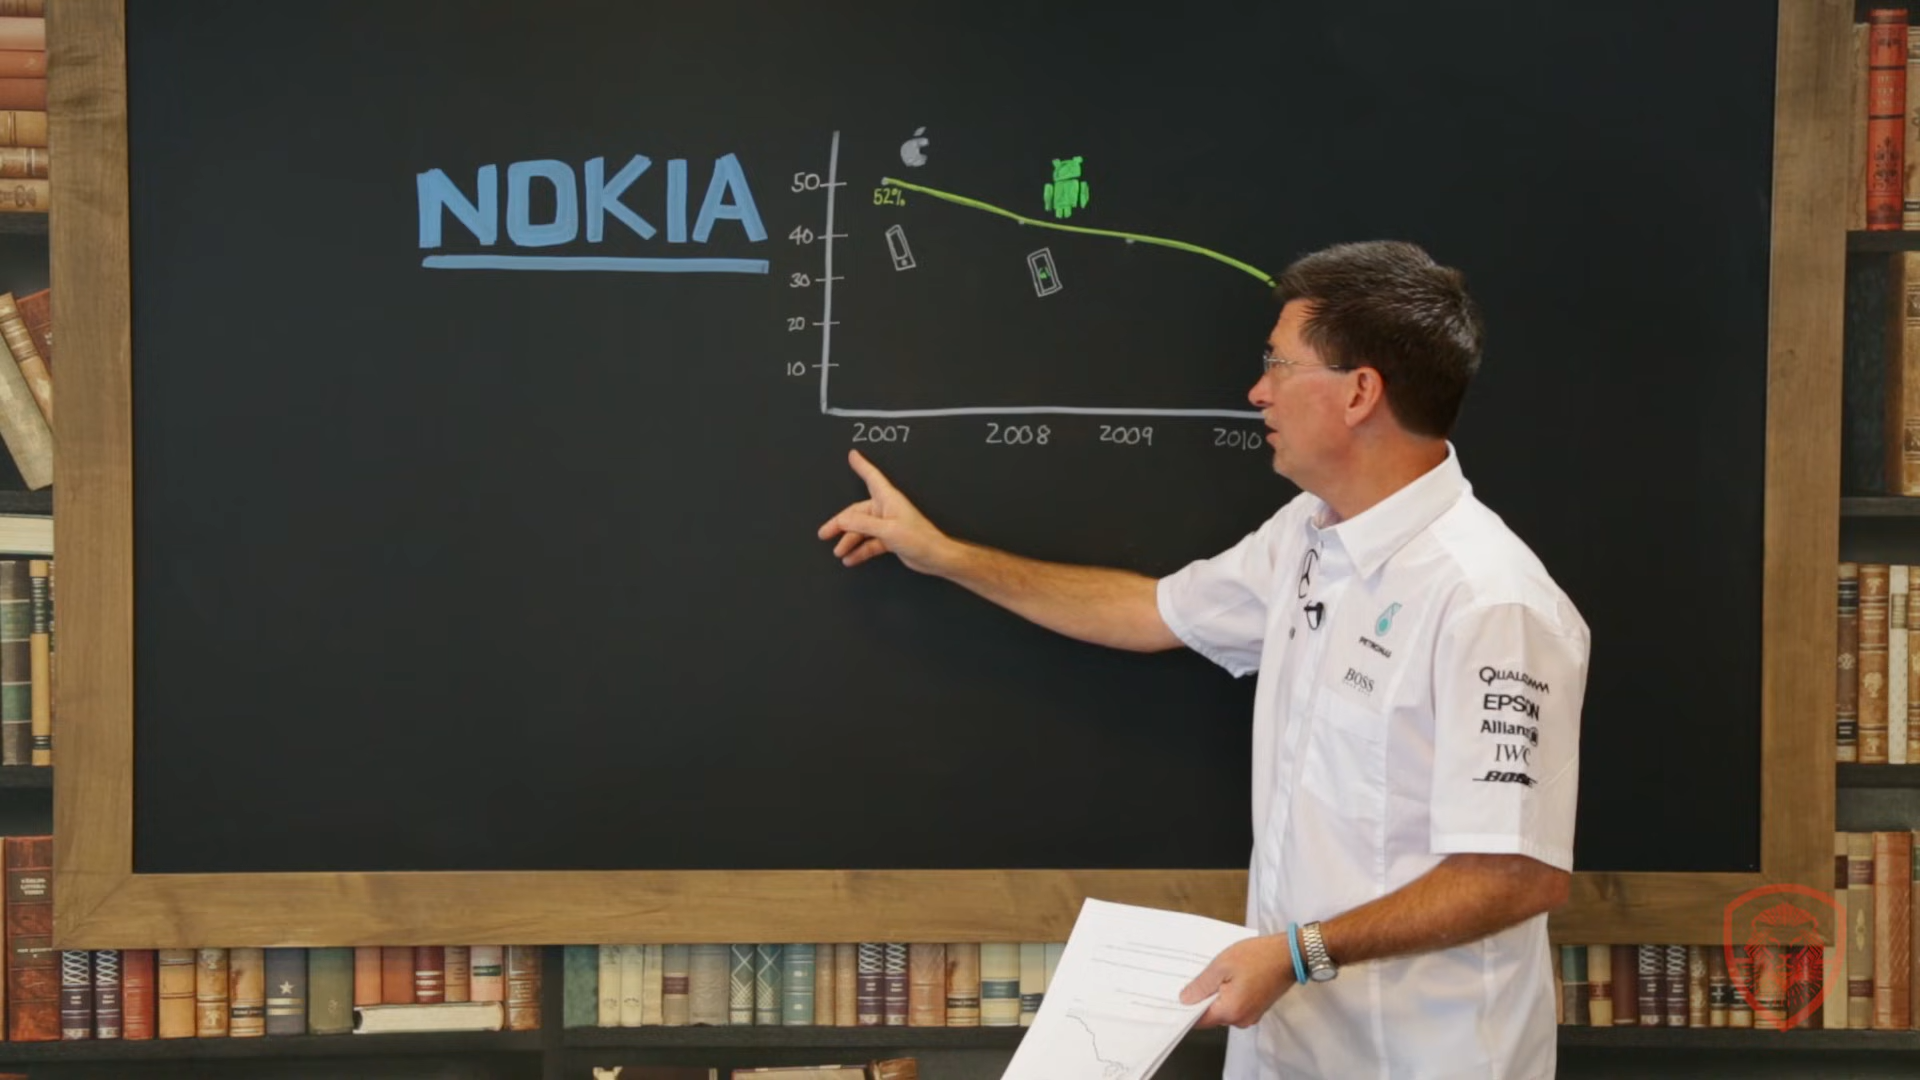 NOKIA
50
52%
40
30
20
10
2007 2008 2009 2010
PETRONAS
BOSS
QUALCOMM
EPSON
Allianz
IWC
BOSE